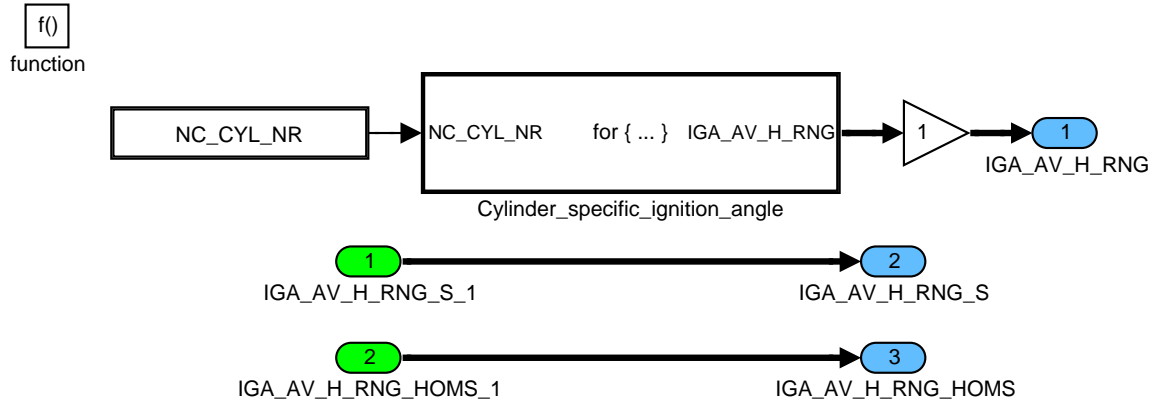 f()
function
NC_CYL_NR
NC_CYL_NR for { ... } IGA_AV_H_RNG
1
1
IGA_AV_H_RNG
Cylinder_specific_ignition_angle
1
2
IGA_AV_H_RNG_S_1
IGA_AV_H_RNG_S
2
3
IGA_AV_H_RNG_HOMS_1
IGA_AV_H_RNG_HOMS